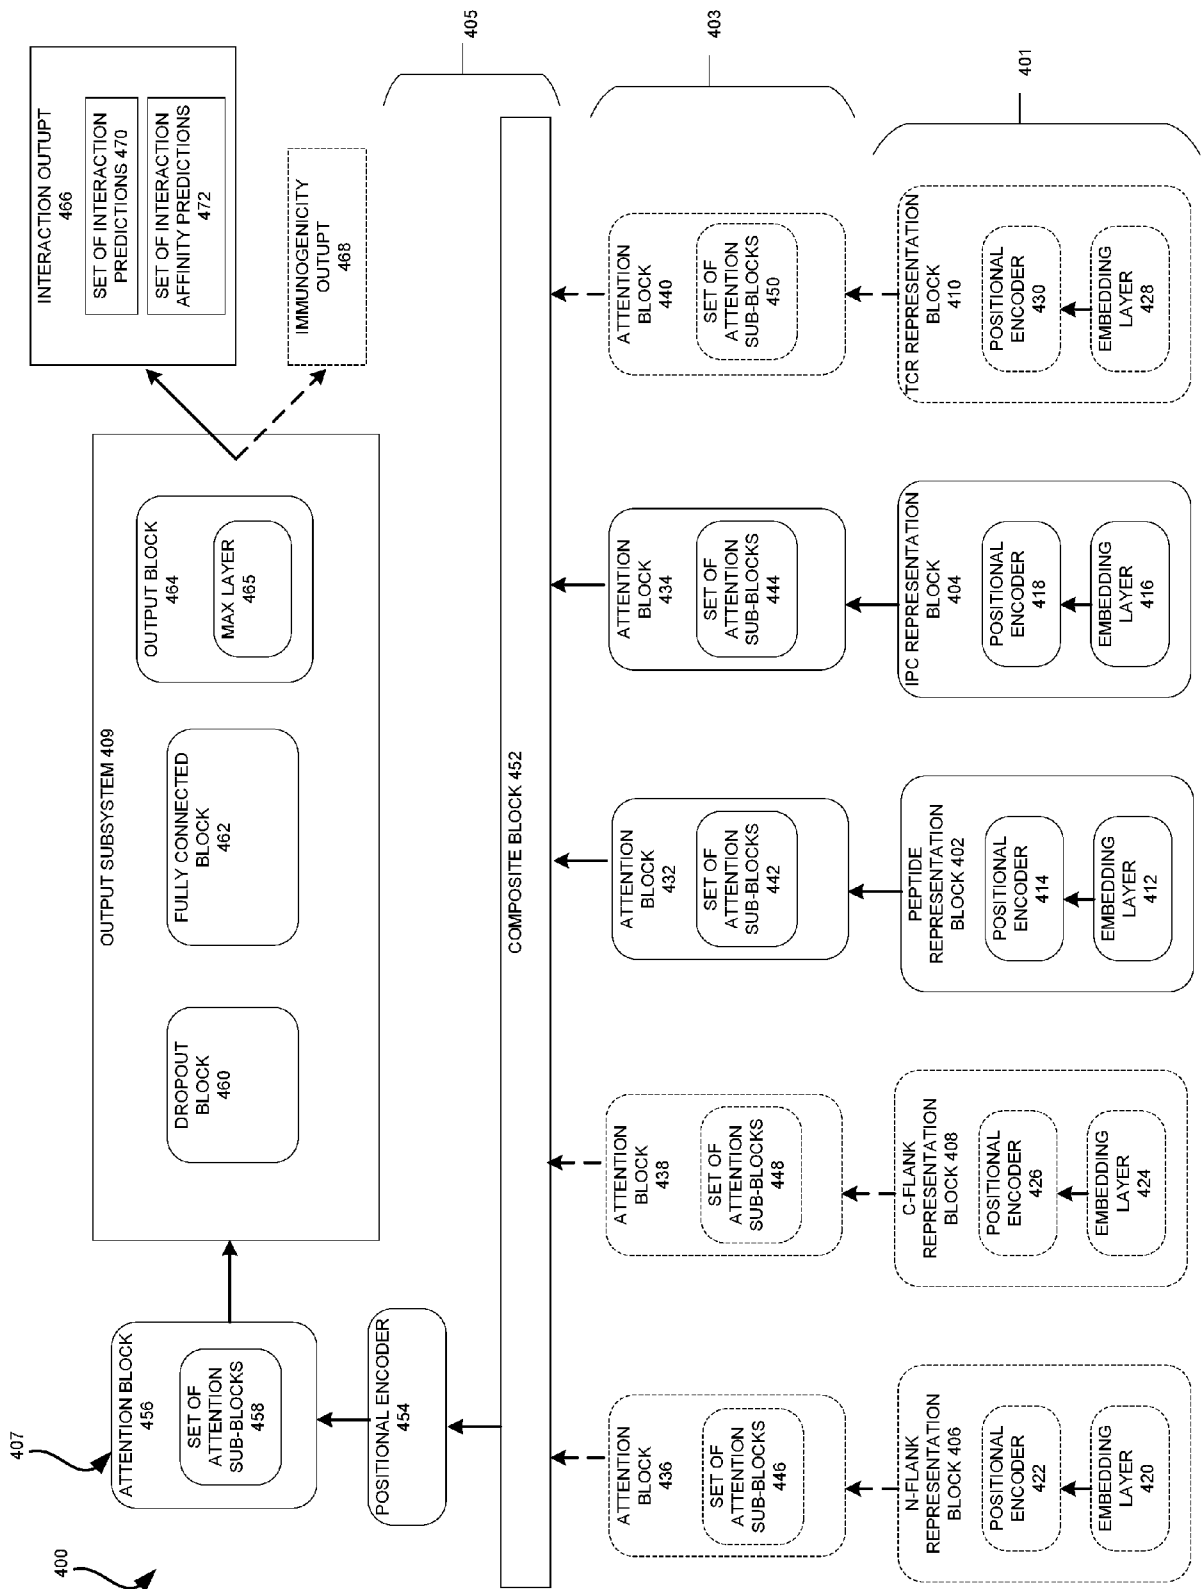 400
407
ATTENTION BLOCK
456
SET OF
ATTENTION
SUB-BLOCKS
458
POSITIONAL ENCODER
454
OUTPUT SUBSYSTEM 409
DROPOUT
BLOCK
460
FULLY CONNECTED
BLOCK
462
OUTPUT BLOCK
464
MAX LAYER
465
INTERACTION OUTUPT
466
SET OF INTERACTION
PREDICTIONS 470
SET OF INTERACTION
AFFINITY PREDICTIONS
472
IMMUNOGENICITY
OUTUPT
468
405
COMPOSITE BLOCK 452
403
ATTENTION
BLOCK
436
SET OF
ATTENTION
SUB-BLOCKS
446
ATTENTION
BLOCK
438
SET OF
ATTENTION
SUB-BLOCKS
448
ATTENTION
BLOCK
432
SET OF
ATTENTION
SUB-BLOCKS
442
ATTENTION
BLOCK
434
SET OF
ATTENTION
SUB-BLOCKS
444
ATTENTION
BLOCK
440
SET OF
ATTENTION
SUB-BLOCKS
450
401
N-FLANK
REPRESENTATION
BLOCK 406
POSITIONAL
ENCODER
422
EMBEDDING
LAYER
420
C-FLANK
REPRESENTATION
BLOCK 408
POSITIONAL
ENCODER
426
EMBEDDING
LAYER
424
PEPTIDE
REPRESENTATION
BLOCK 402
POSITIONAL
ENCODER
414
EMBEDDING
LAYER
412
IPC REPRESENTATION
BLOCK
404
POSITIONAL
ENCODER
418
EMBEDDING
LAYER
416
TCR REPRESENTATION
BLOCK
410
POSITIONAL
ENCODER
430
EMBEDDING
LAYER
428